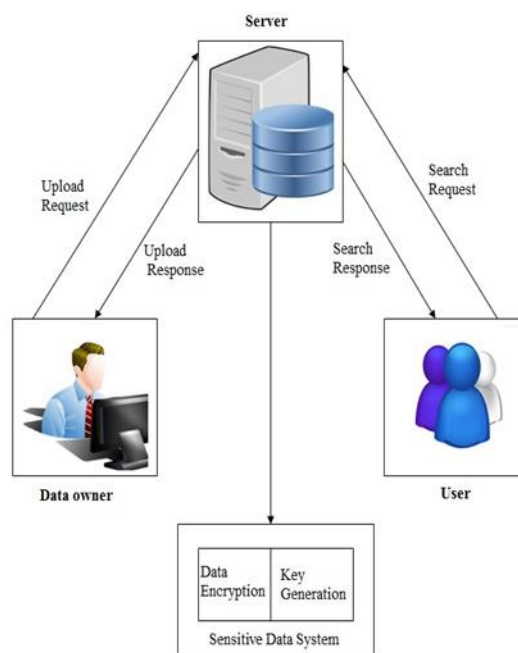 Server
Upload
Request
Search
Request
Upload
Response
Search
Response
Data owner
User
Data
Encryption
Key
Generation
Sensitive Data System